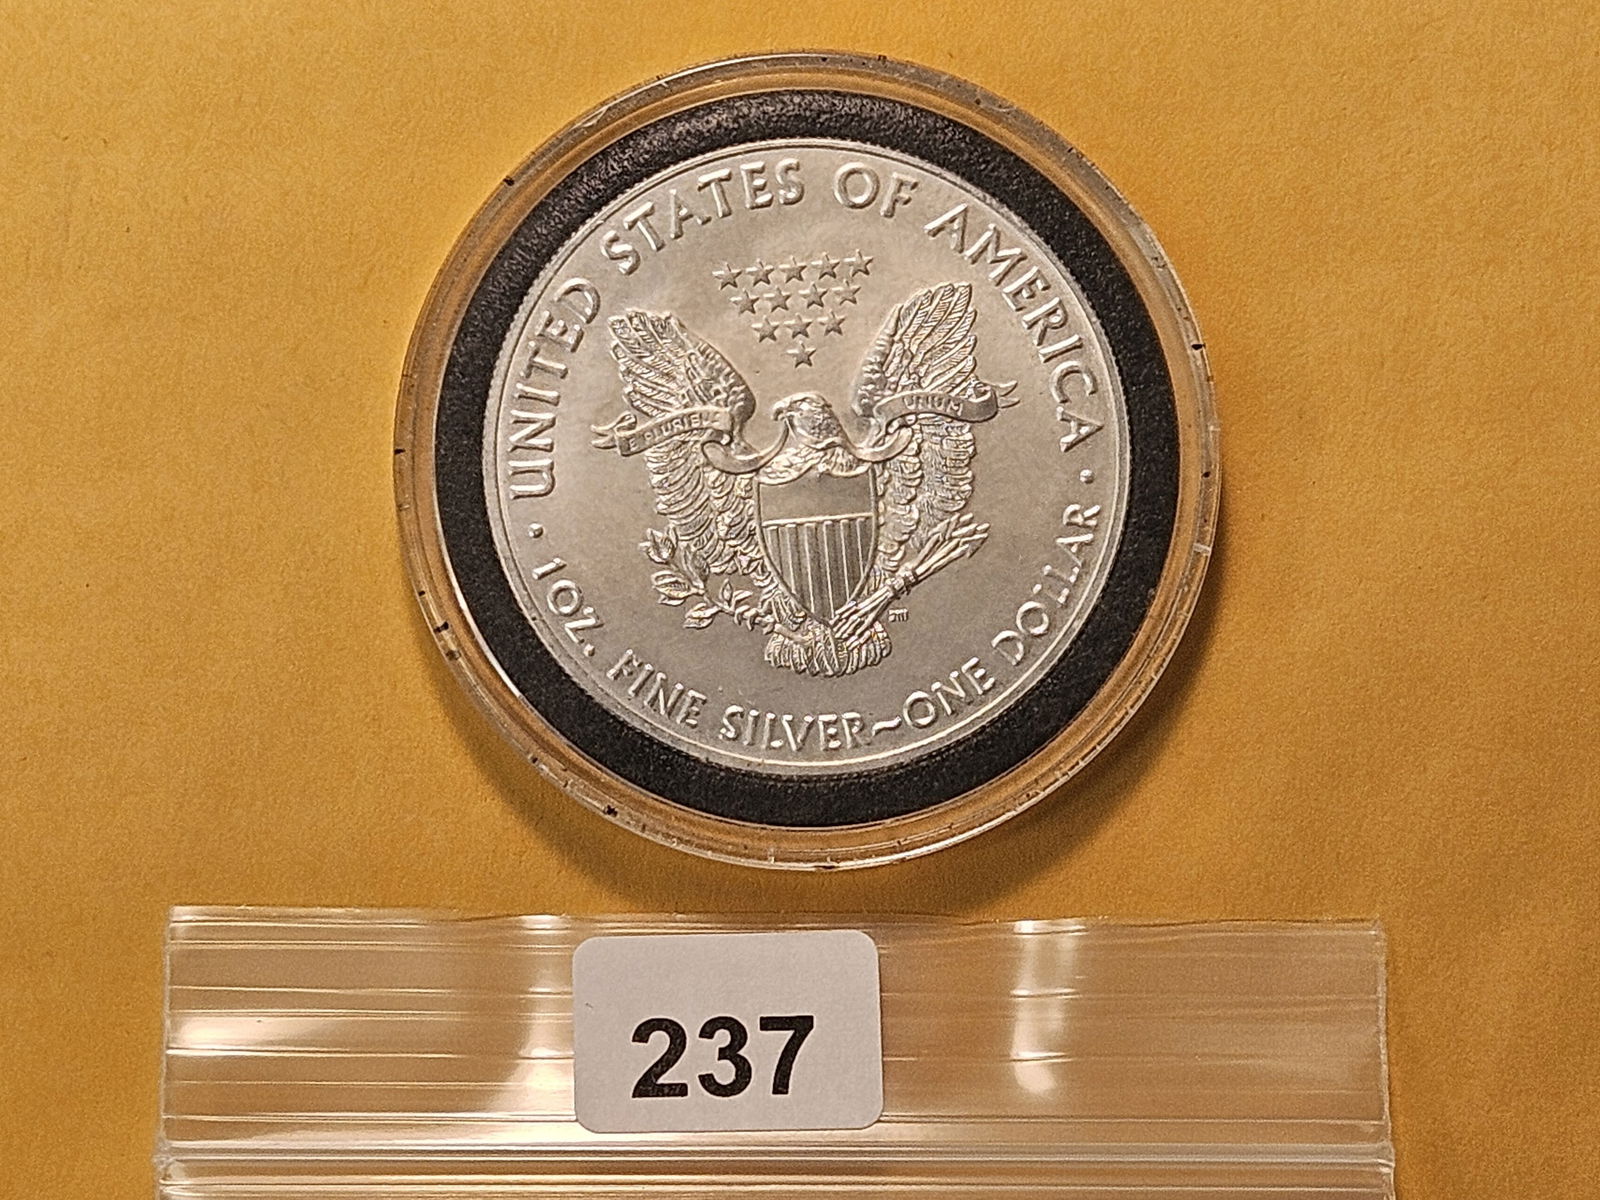 UNITED STATES OF AMERICA
E PLURIBUS
UNUM
· 1 OZ. FINE SILVER~ONE DOLLAR ·
237